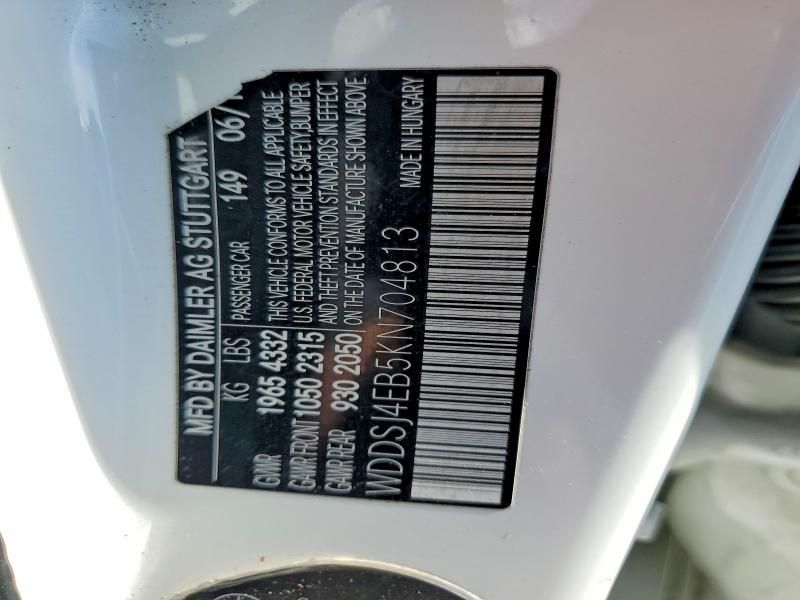 MFD BY DAIMLER AG STUTTGART
KG LBS PASSENGER CAR 149 06/1
GVWR 1965 4332
GAWR FRONT 1050 2315
GAWR REAR 930 2050
THIS VEHICLE CONFORMS TO ALL APPLICABLE
U.S. FEDERAL MOTOR VEHICLE SAFETY,BUMPER
AND THEFT PREVENTION STANDARDS IN EFFECT
ON THE DATE OF MANUFACTURE SHOWN ABOVE.
WDDSJ4EB5KN704813 MADE IN HUNGARY